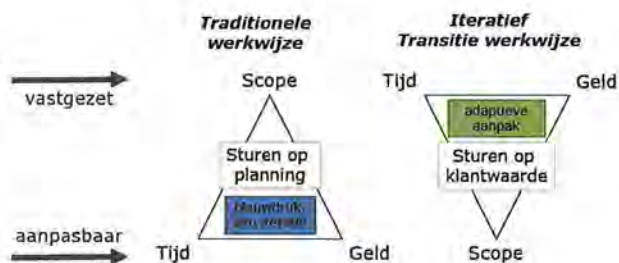 Traditionele
werkwijze
Iteratief
Transitie werkwijze
vastgezet
Scope
Tijd
Geld
adaptieve
aanpak
Sturen op
planning
Sturen op
klantwaarde
blauwdruk
aanpasbaar
Tijd
Geld
Scope